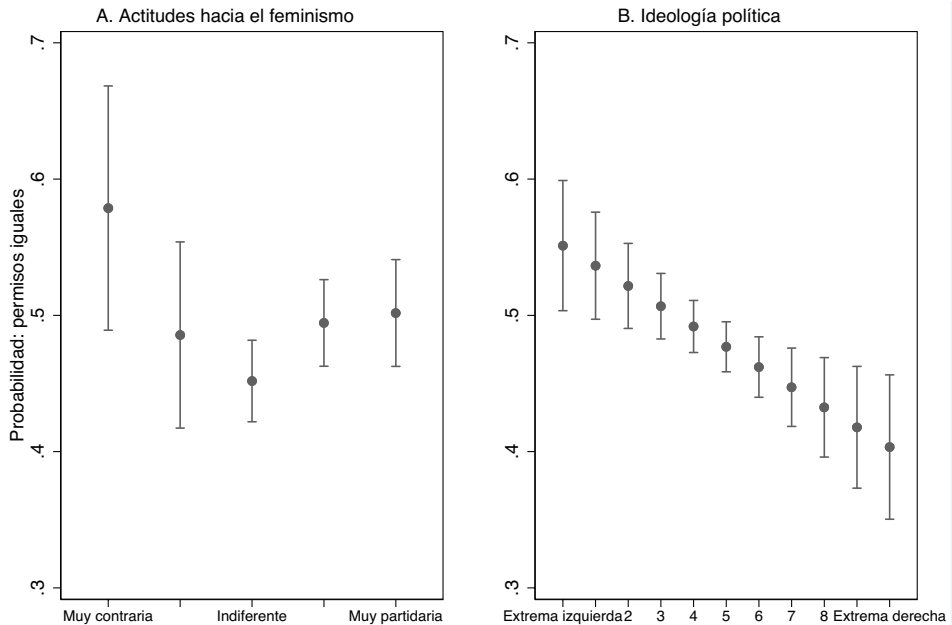 A. Actitudes hacia el feminismo
Probabilidad: permisos iguales
.7
.6
.5
.4
.3
Muy contraria Indiferente Muy partidaria
B. Ideología política
.7
.6
.5
.4
.3
Extrema izquierda 2 3 4 5 6 7 8 Extrema derecha